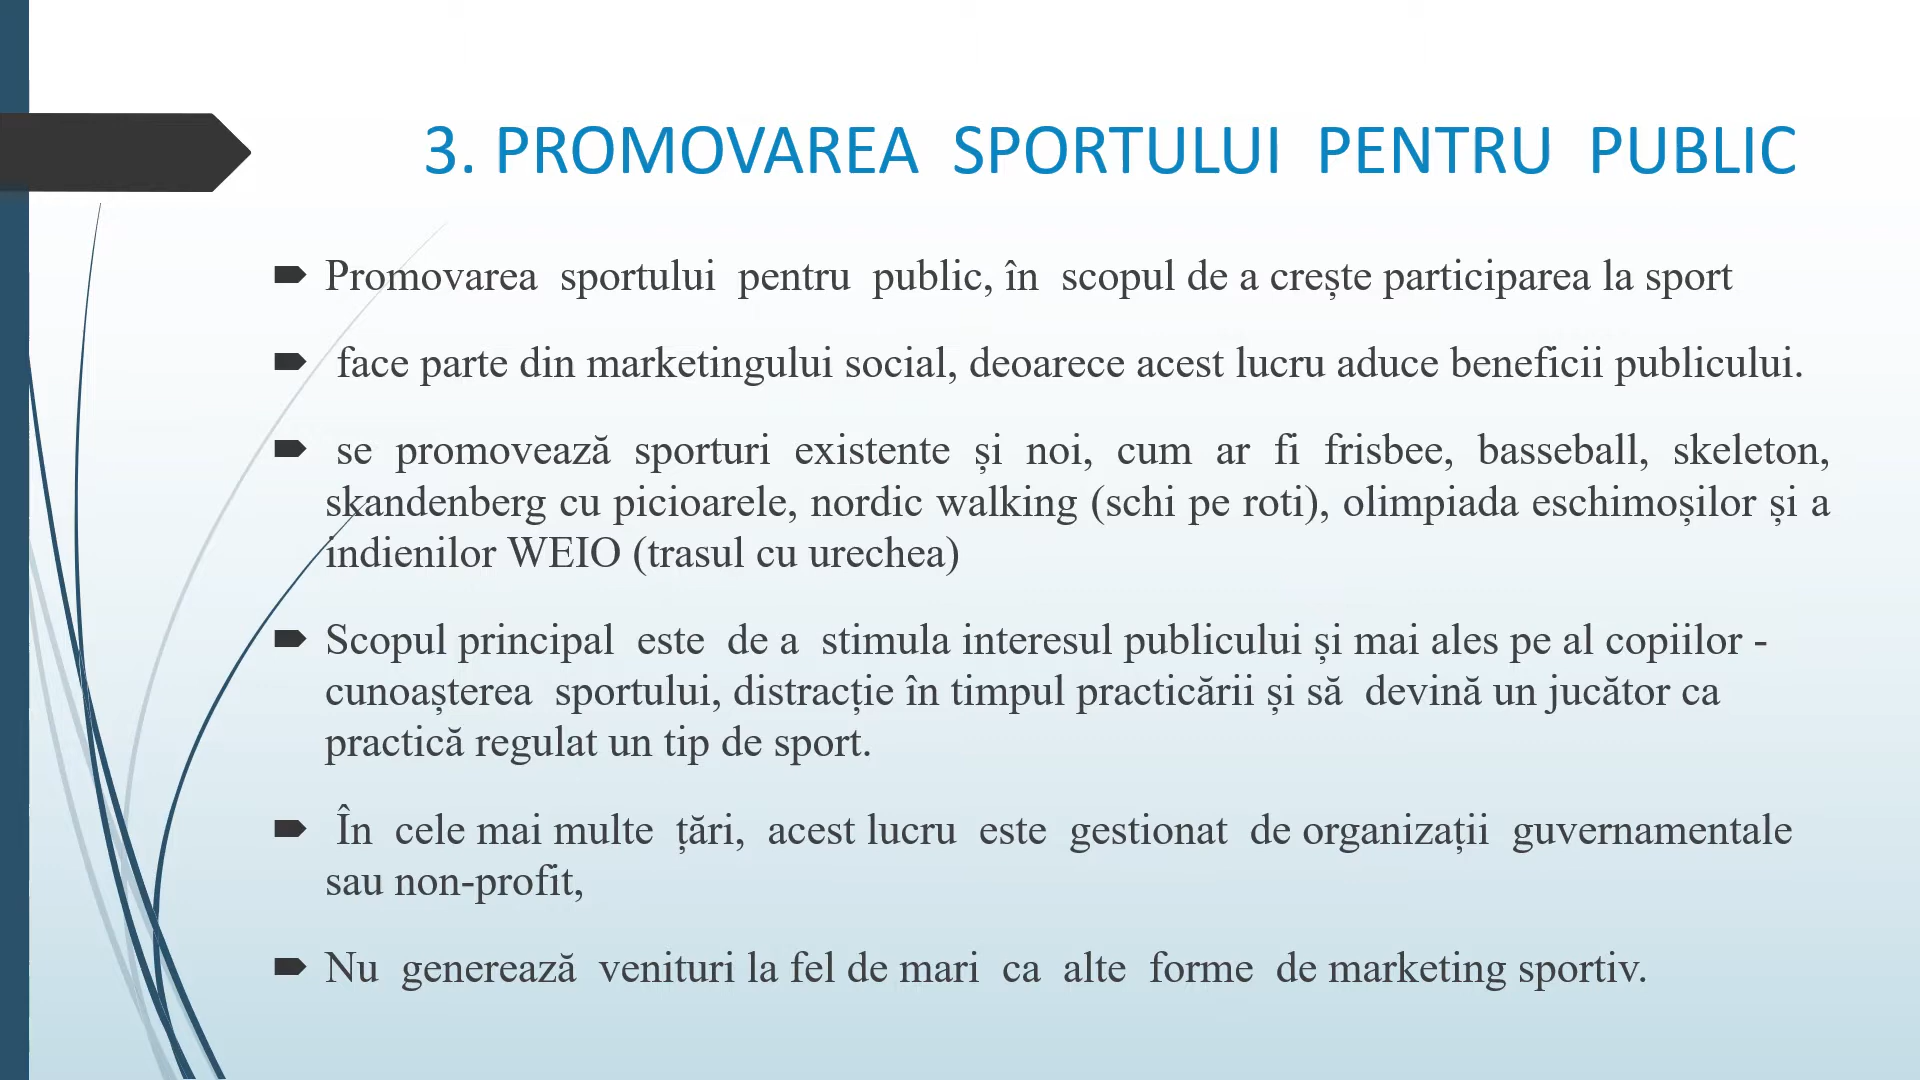 3. PROMOVAREA SPORTULUI PENTRU PUBLIC
Promovarea sportului pentru public, în scopul de a crește participarea la sport
face parte din marketingului social, deoarece acest lucru aduce beneficii publicului.
se promovează sporturi existente și noi, cum ar fi frisbee, basseball, skeleton,
skandenberg cu picioarele, nordic walking (schi pe roti), olimpiada eschimoșilor și a
indienilor WEIO (trasul cu urechea)
Scopul principal este de a stimula interesul publicului și mai ales pe al copiilor -
cunoașterea sportului, distracție în timpul practicării și să devină un jucător ca
practică regulat un tip de sport.
În cele mai multe țări, acest lucru este gestionat de organizații guvernamentale
sau non-profit,
Nu generează venituri la fel de mari ca alte forme de marketing sportiv.